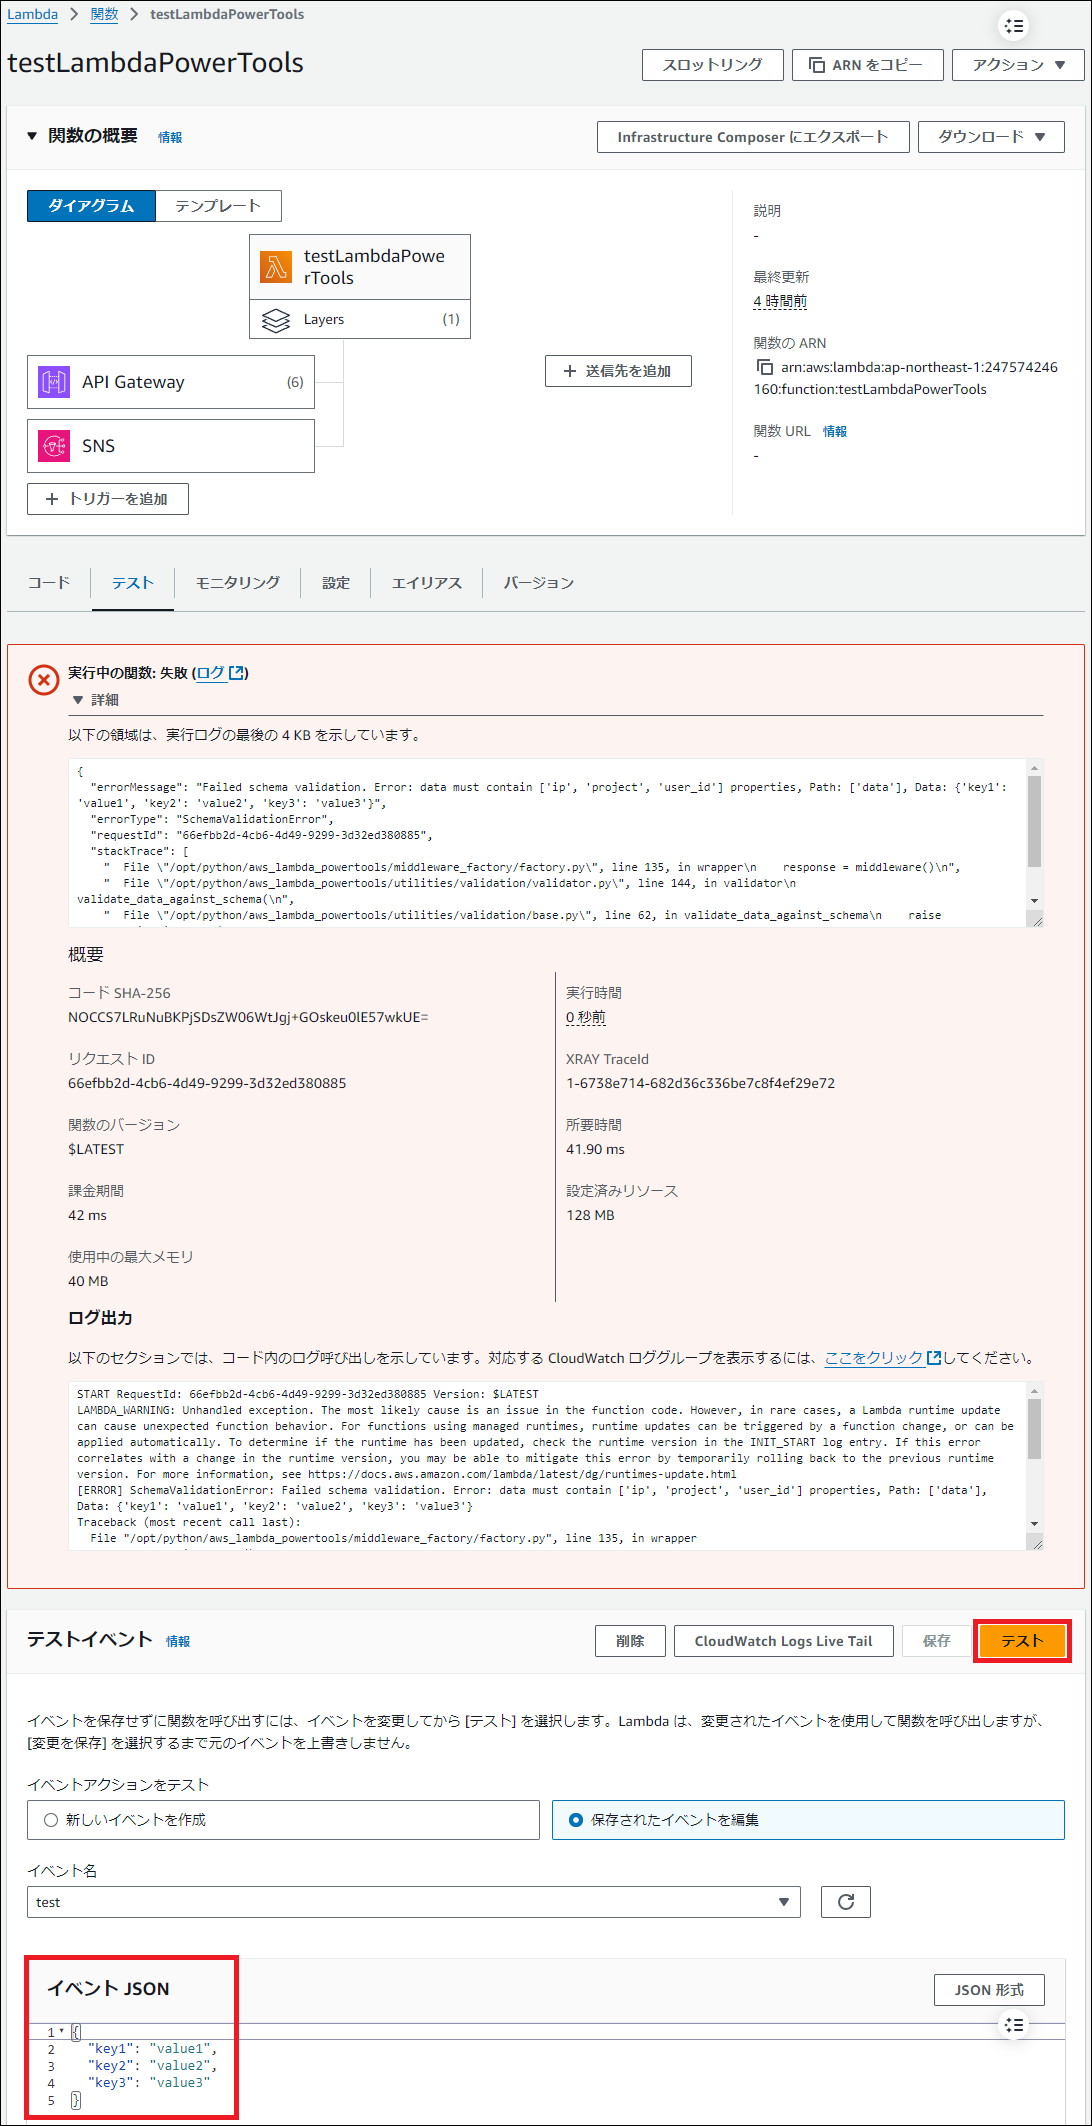 Lambda > 関数 > testLambdaPowerTools
testLambdaPowerTools
スロットリング
ARN をコピー
アクション ▼
▼ 関数の概要 情報
Infrastructure Composer にエクスポート
ダウンロード ▼
ダイアグラム
テンプレート
testLambdaPowe
rTools
Layers (1)
API Gateway (6)
SNS
+ トリガーを追加
+ 送信先を追加
説明
-
最終更新
4 時間前
関数の ARN
arn:aws:lambda:ap-northeast-1:247574246
160:function:testLambdaPowerTools
関数 URL 情報
-
コード
テスト
モニタリング
設定
エイリアス
バージョン
実行中の関数: 失敗 (ログ)
▼ 詳細
以下の領域は、実行ログの最後の 4 KB を示しています。
{
"errorMessage": "Failed schema validation. Error: data must contain ['ip', 'project', 'user_id'] properties, Path: ['data'], Data: {'key1':
'value1', 'key2': 'value2', 'key3': 'value3'}",
"errorType": "SchemaValidationError",
"requestId": "66efbb2d-4cb6-4d49-9299-3d32ed380885",
"stackTrace": [
" File \"/opt/python/aws_lambda_powertools/middleware_factory/factory.py\", line 135, in wrapper\n response = middleware()\n",
" File \"/opt/python/aws_lambda_powertools/utilities/validation/validator.py\", line 144, in validator\n
validate_data_against_schema(\n",
" File \"/opt/python/aws_lambda_powertools/utilities/validation/base.py\", line 62, in validate_data_against_schema\n raise
概要
コード SHA-256
NOCCS7LRuNuBKPjSDsZW06WtJgj+GOskeu0lE57wkUE=
実行時間
0 秒前
リクエスト ID
66efbb2d-4cb6-4d49-9299-3d32ed380885
XRAY TraceId
1-6738e714-682d36c336be7c8f4ef29e72
関数のバージョン
$LATEST
所要時間
41.90 ms
課金期間
42 ms
設定済みリソース
128 MB
使用中の最大メモリ
40 MB
ログ出力
以下のセクションでは、コード内のログ呼び出しを示しています。対応する CloudWatch ロググループを表示するには、ここをクリックしてください。
START RequestId: 66efbb2d-4cb6-4d49-9299-3d32ed380885 Version: $LATEST
LAMBDA_WARNING: Unhandled exception. The most likely cause is an issue in the function code. However, in rare cases, a Lambda runtime update
can cause unexpected function behavior. For functions using managed runtimes, runtime updates can be triggered by a function change, or can be
applied automatically. To determine if the runtime has been updated, check the runtime version in the INIT_START log entry. If this error
correlates with a change in the runtime version, you may be able to mitigate this error by temporarily rolling back to the previous runtime
version. For more information, see https://docs.aws.amazon.com/lambda/latest/dg/runtimes-update.html
[ERROR] SchemaValidationError: Failed schema validation. Error: data must contain ['ip', 'project', 'user_id'] properties, Path: ['data'],
Data: {'key1': 'value1', 'key2': 'value2', 'key3': 'value3'}
Traceback (most recent call last):
File "/opt/python/aws_lambda_powertools/middleware_factory/factory.py", line 135, in wrapper
テストイベント 情報
削除
CloudWatch Logs Live Tail
保存
テスト
イベントを保存せずに関数を呼び出すには、イベントを変更してから [テスト] を選択します。Lambda は、変更されたイベントを使用して関数を呼び出しますが、
[変更を保存] を選択するまで元のイベントを上書きしません。
イベントアクションをテスト
新しいイベントを作成
保存されたイベントを編集
イベント名
test
イベント JSON
JSON 形式
1 {
2 "key1": "value1",
3 "key2": "value2",
4 "key3": "value3"
5 }